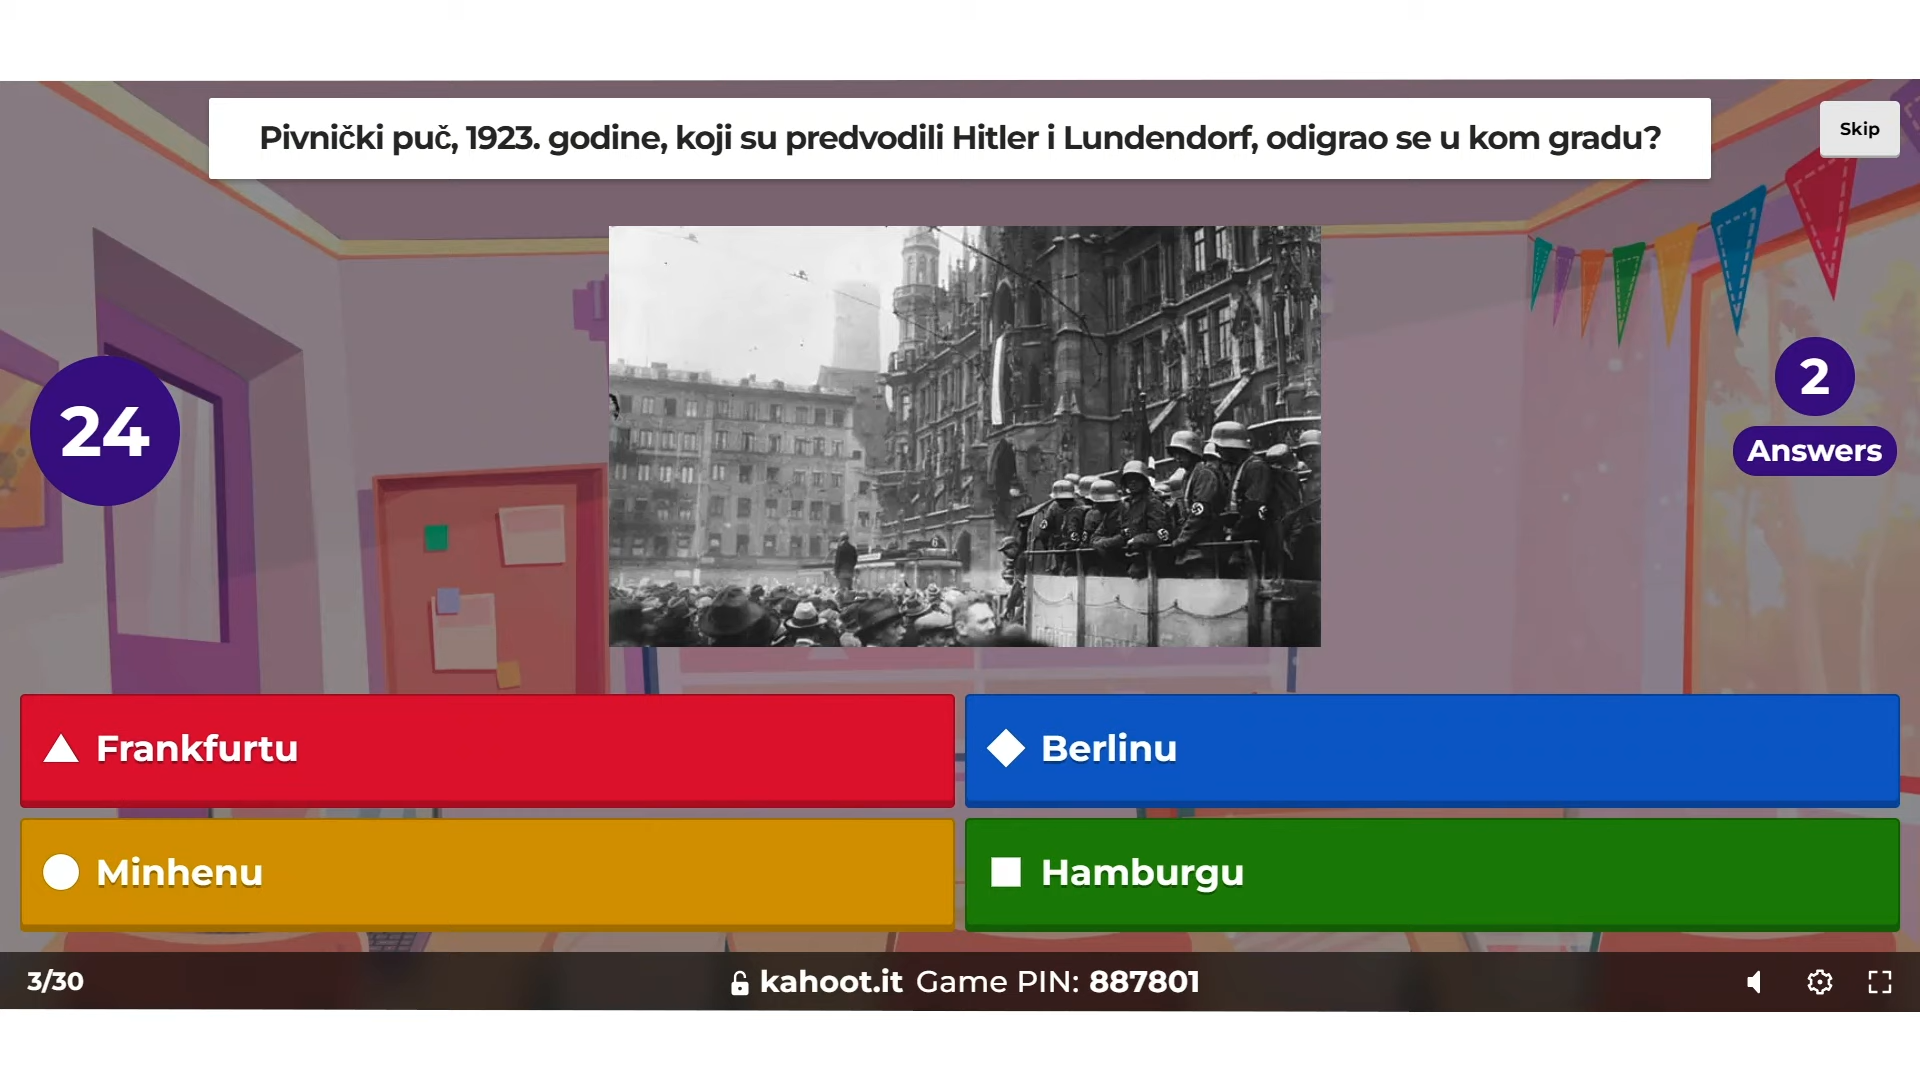 Pivnički puč, 1923. godine, koji su predvodili Hitler i Lundendorf, odigrao se u kom gradu?
Skip
24
2
Answers
Frankfurtu
Berlinu
Minhenu
Hamburgu
3/30
kahoot.it Game PIN: 887801